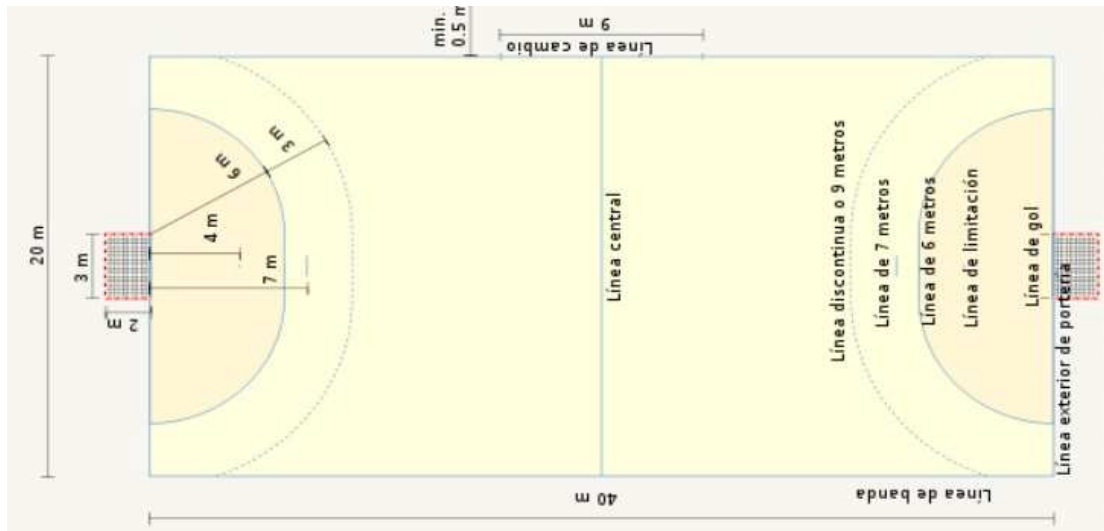 min.
0.5 m
9 m
Línea de cambio
20 m
3 m
2 m
6 m
3 m
4 m
7 m
Línea central
Línea discontinua o 9 metros
Línea de 7 metros
Línea de 6 metros
Línea de limitación
Línea de gol
Línea exterior de portería
40 m
Línea de banda